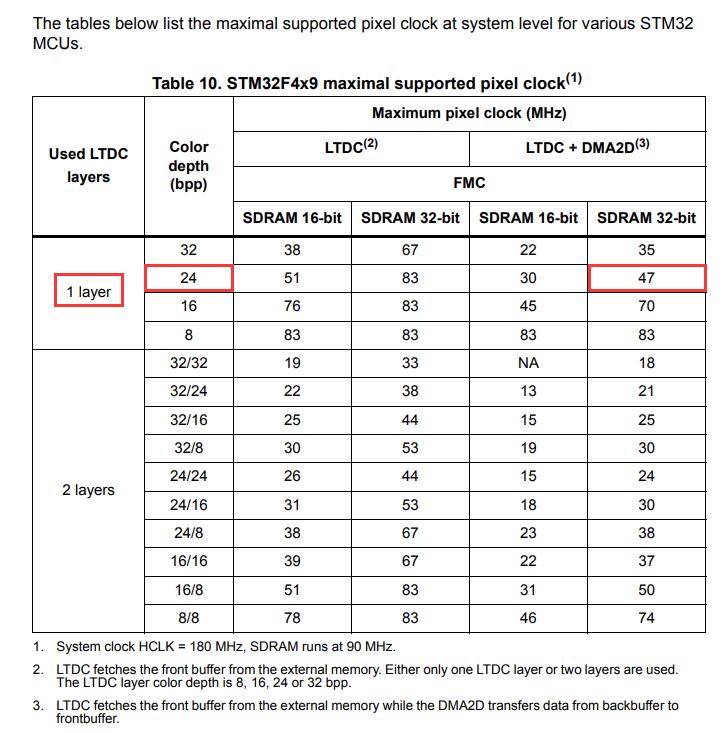 The tables below list the maximal supported pixel clock at system level for various STM32
MCUs.
Table 10. STM32F4x9 maximal supported pixel clock(1)
Used LTDC layers Color depth (bpp) Maximum pixel clock (MHz)
LTDC(2) LTDC + DMA2D(3)
FMC
SDRAM 16-bit SDRAM 32-bit SDRAM 16-bit SDRAM 32-bit
1 layer
32 38 67 22 35
24 51 83 30 47
16 76 83 45 70
8 83 83 83 83
2 layers
32/32 19 33 NA 18
32/24 22 38 13 21
32/16 25 44 15 25
32/8 30 53 19 30
24/24 26 44 15 24
24/16 31 53 18 30
24/8 38 67 23 38
16/16 39 67 22 37
16/8 51 83 31 50
8/8 78 83 46 74
1. System clock HCLK = 180 MHz, SDRAM runs at 90 MHz.
2. LTDC fetches the front buffer from the external memory. Either only one LTDC layer or two layers are used.
The LTDC layer color depth is 8, 16, 24 or 32 bpp.
3. LTDC fetches the front buffer from the external memory while the DMA2D transfers data from backbuffer to
frontbuffer.